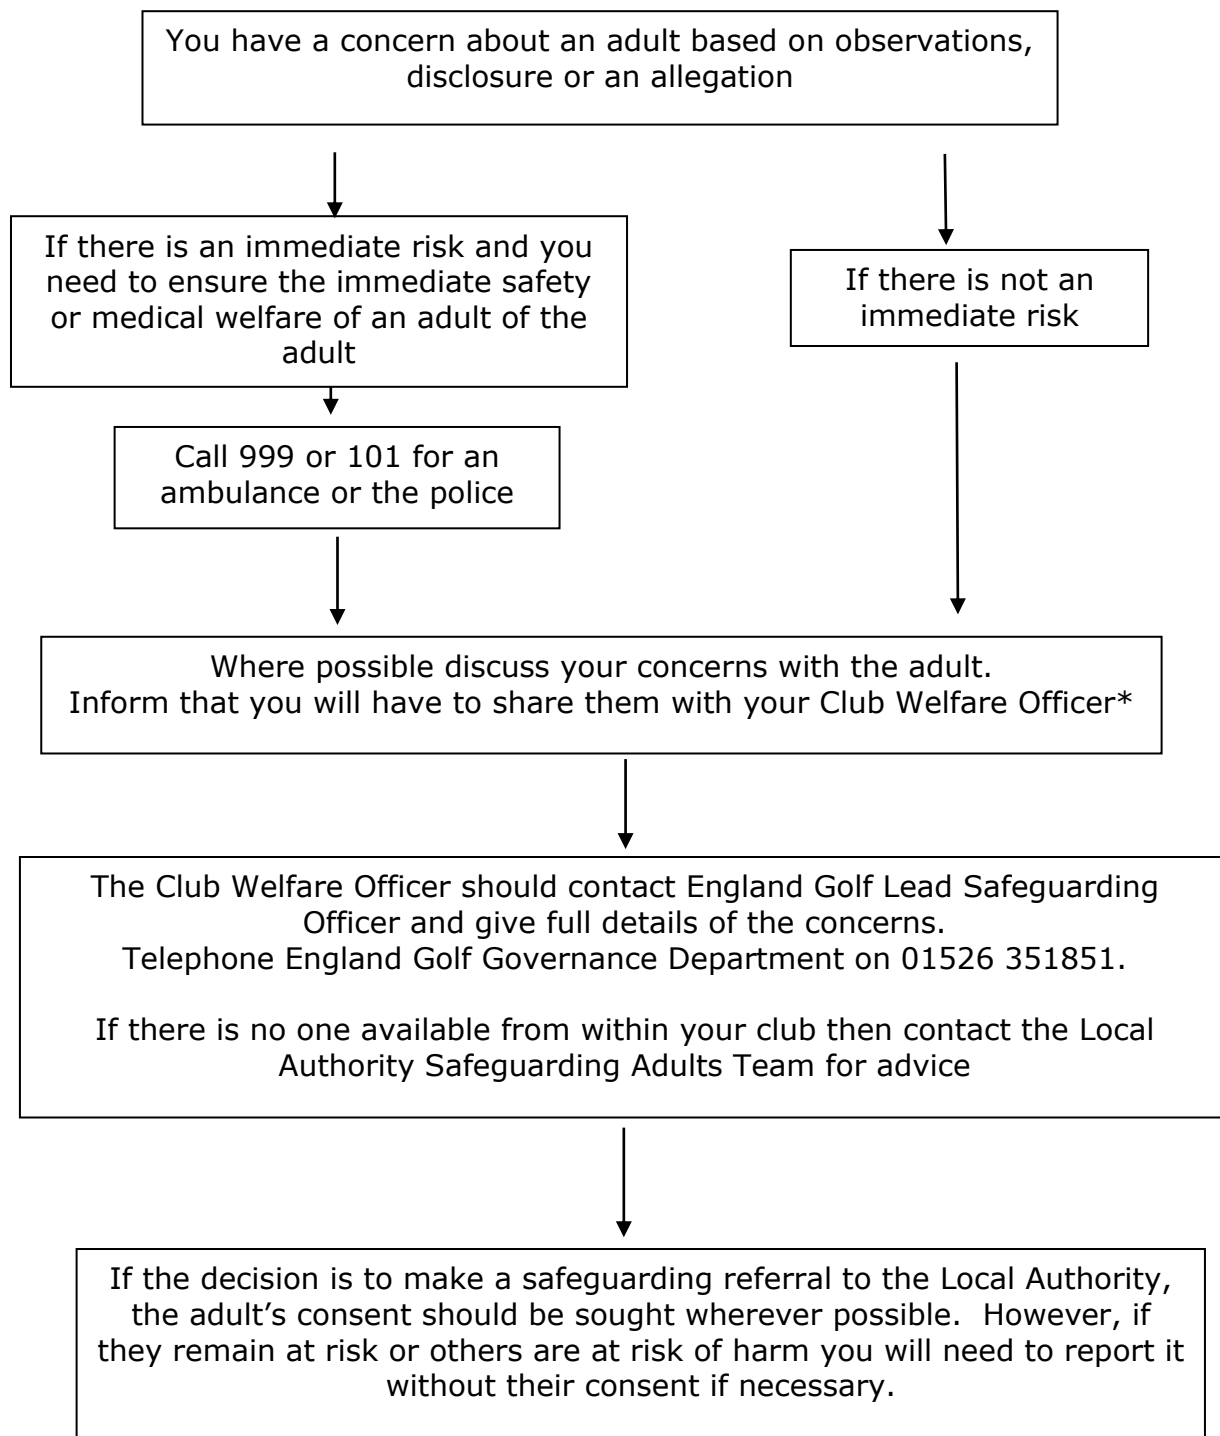 You have a concern about an adult based on observations,
disclosure or an allegation
If there is an immediate risk and you
need to ensure the immediate safety
or medical welfare of an adult of the
adult
If there is not an
immediate risk
Call 999 or 101 for an
ambulance or the police
Where possible discuss your concerns with the adult.
Inform that you will have to share them with your Club Welfare Officer*
The Club Welfare Officer should contact England Golf Lead Safeguarding
Officer and give full details of the concerns.
Telephone England Golf Governance Department on 01526 351851.
If there is no one available from within your club then contact the Local
Authority Safeguarding Adults Team for advice
If the decision is to make a safeguarding referral to the Local Authority,
the adult’s consent should be sought wherever possible.  However, if
they remain at risk or others are at risk of harm you will need to report it
without their consent if necessary.